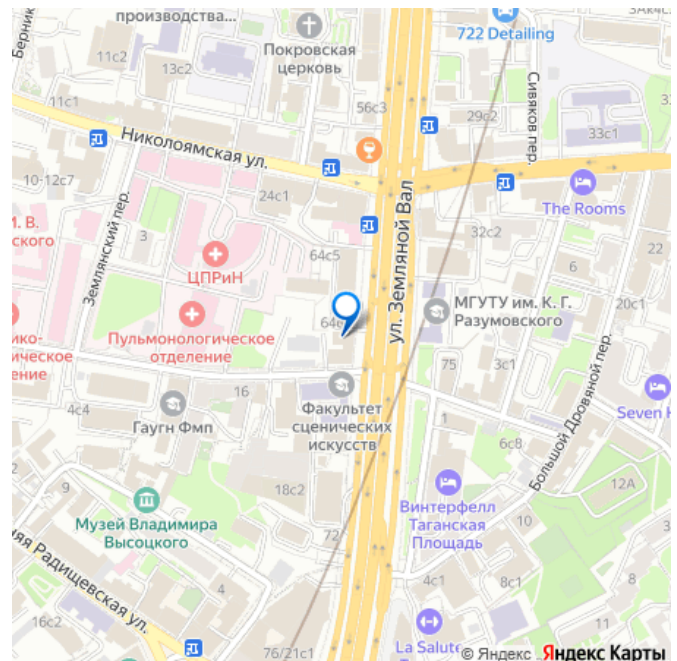 производства...
Покровская
церковь
722 Detailing
Сивяков пер.
11с2
13с2
11с1
56с3
29с2
33с1
Николоямская ул.
10-12с7
Землянский пер.
24с1
The Rooms
И. В.
3
64с5
32с2
22
ЦПРиН
ул. Земляной Вал
6
20с1
МГУТУ им. К. Г.
Разумовского
Пульмонологическое
отделение
75
3с1
16
Большой Дровяной пер.
Факультет
сценических
искусств
4с4
Гаугн Фмп
1
6с8
Seven
9
18с2
12А
Музей Владимира
Высоцкого
Винтерфелл
Таганская
Площадь
10
72
Радищевская ул.
4
4с1
8с1
11
16с2
8
La Salute
76/21с1
© Яндекс Яндекс Карты